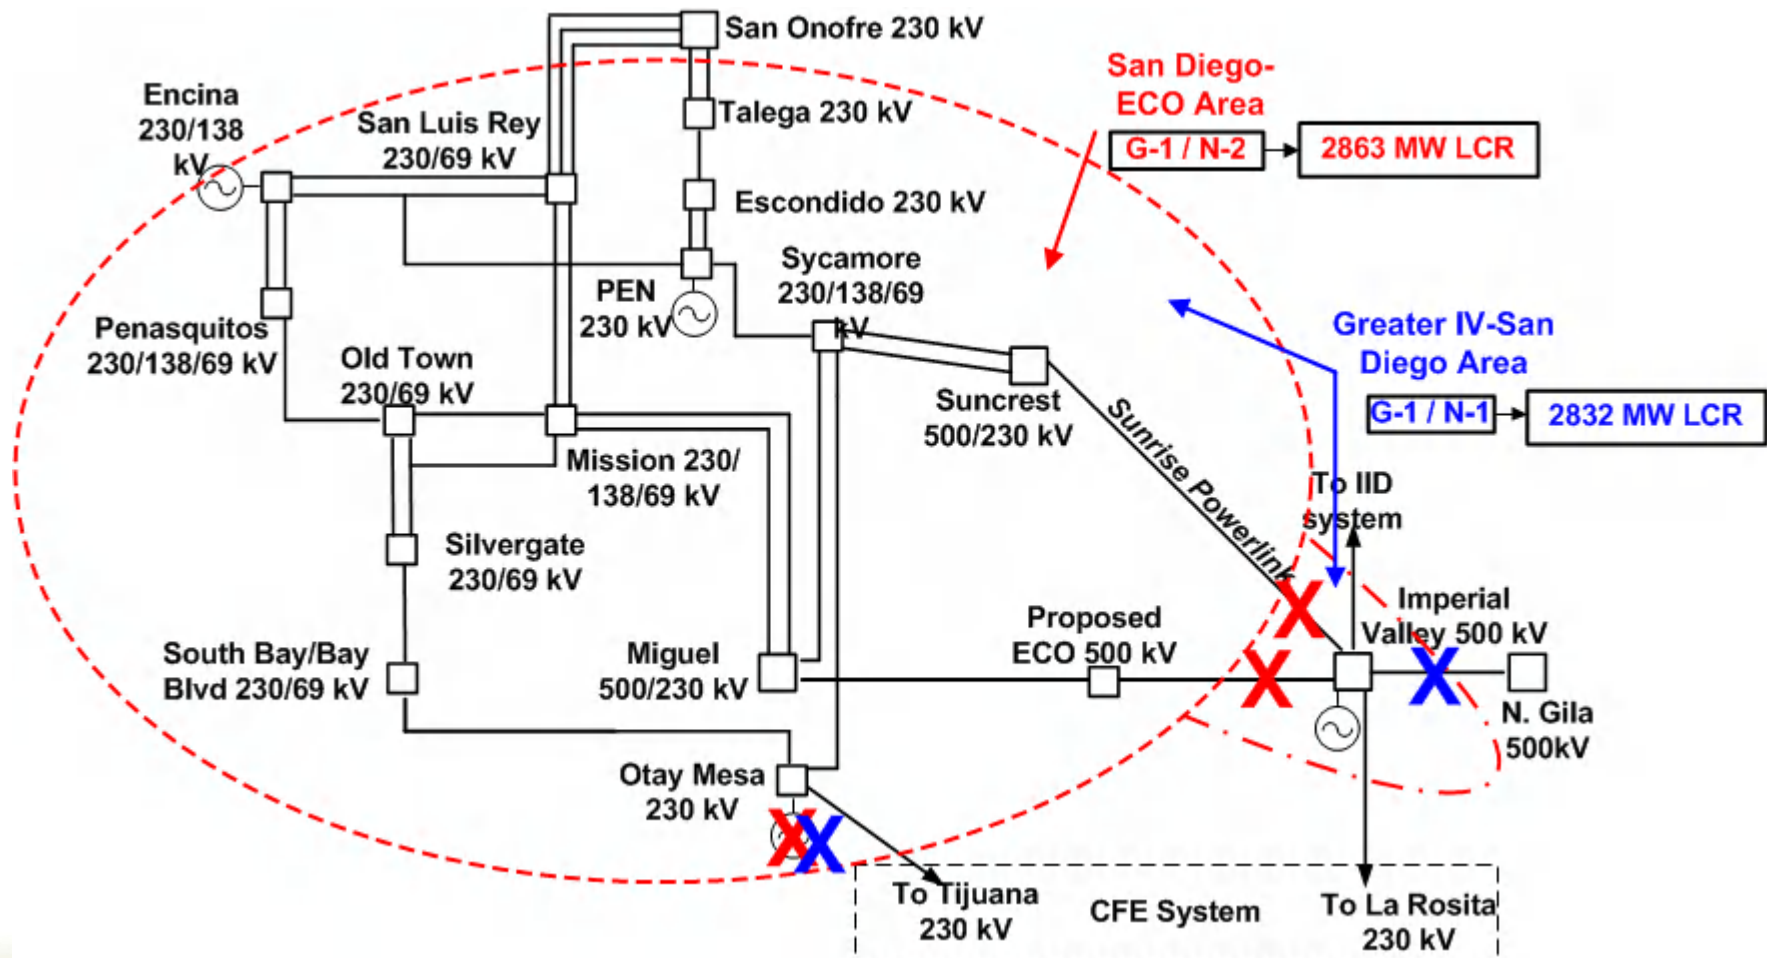 San Onofre 230 kV
San Diego-
ECO Area
G-1 / N-2
2863 MW LCR
Encina
230/138
kV
San Luis Rey
230/69 kV
Talega 230 kV
Escondido 230 kV
Sycamore
230/138/69
kV
PEN
230 kV
Penasquitos
230/138/69 kV
Old Town
230/69 kV
Greater IV-San
Diego Area
G-1 / N-1
2832 MW LCR
Suncrest
500/230 kV
Sunrise Powerlink
Mission 230/
138/69 kV
To IID
system
Silvergate
230/69 kV
Imperial
Valley 500 kV
Proposed
ECO 500 kV
South Bay/Bay
Blvd 230/69 kV
Miguel
500/230 kV
X
X
X
N. Gila
500kV
Otay Mesa
230 kV
X
X
To Tijuana
230 kV
CFE System
To La Rosita
230 kV